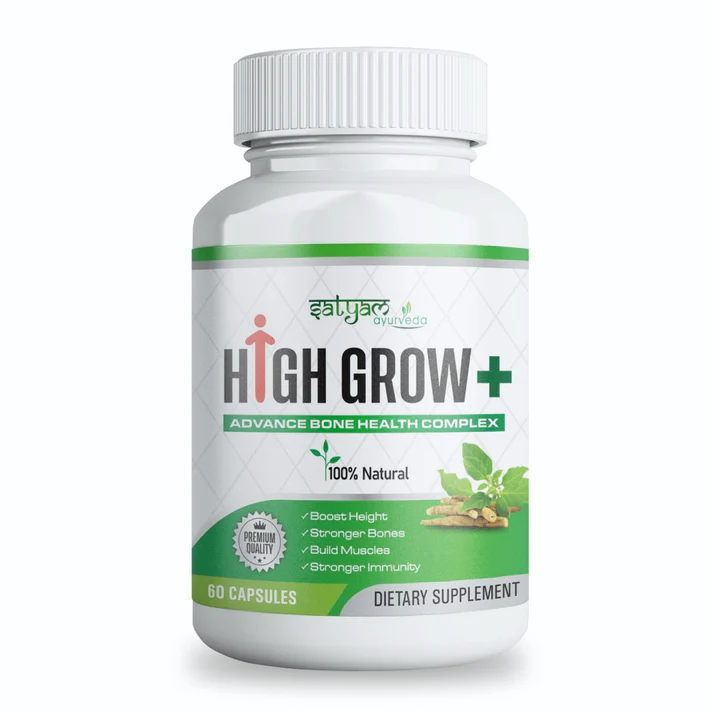 satyam
ayurveda
HIGH GROW+
ADVANCE BONE HEALTH COMPLEX
100% Natural
PREMIUM
QUALITY
✓Boost Height
✓Stronger Bones
✓Build Muscles
✓Stronger Immunity
60 CAPSULES
DIETARY SUPPLEMENT